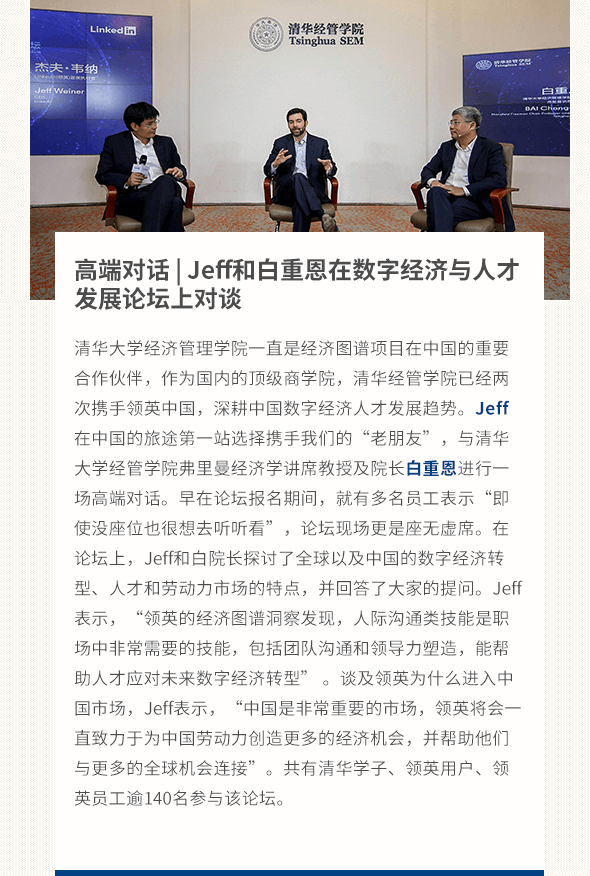 Linked in
清华经管学院
Tsinghua SEM
坛
杰夫·韦纳
Jeff Weiner
清华经管学院
Tsinghua SEM
白重
BAI Chong
高端对话 | Jeff和白重恩在数字经济与人才
发展论坛上对谈
清华大学经济管理学院一直是经济图谱项目在中国的重要
合作伙伴，作为国内的顶级商学院，清华经管学院已经两
次携手领英中国，深耕中国数字经济人才发展趋势。Jeff
在中国的旅途第一站选择携手我们的“老朋友”，与清华
大学经管学院弗里曼经济学讲席教授及院长白重恩进行一
场高端对话。早在论坛报名期间，就有多名员工表示“即
使没座位也很想去听听看”，论坛现场更是座无虚席。在
论坛上，Jeff和白院长探讨了全球以及中国的数字经济转
型、人才和劳动力市场的特点，并回答了大家的提问。Jeff
表示，“领英的经济图谱洞察发现，人际沟通类技能是职
场中非常需要的技能，包括团队沟通和领导力塑造，能帮
助人才应对未来数字经济转型” 。谈及领英为什么进入中
国市场，Jeff表示，“中国是非常重要的市场，领英将会一
直致力于为中国劳动力创造更多的经济机会，并帮助他们
与更多的全球机会连接”。共有清华学子、领英用户、领
英员工逾140名参与该论坛。